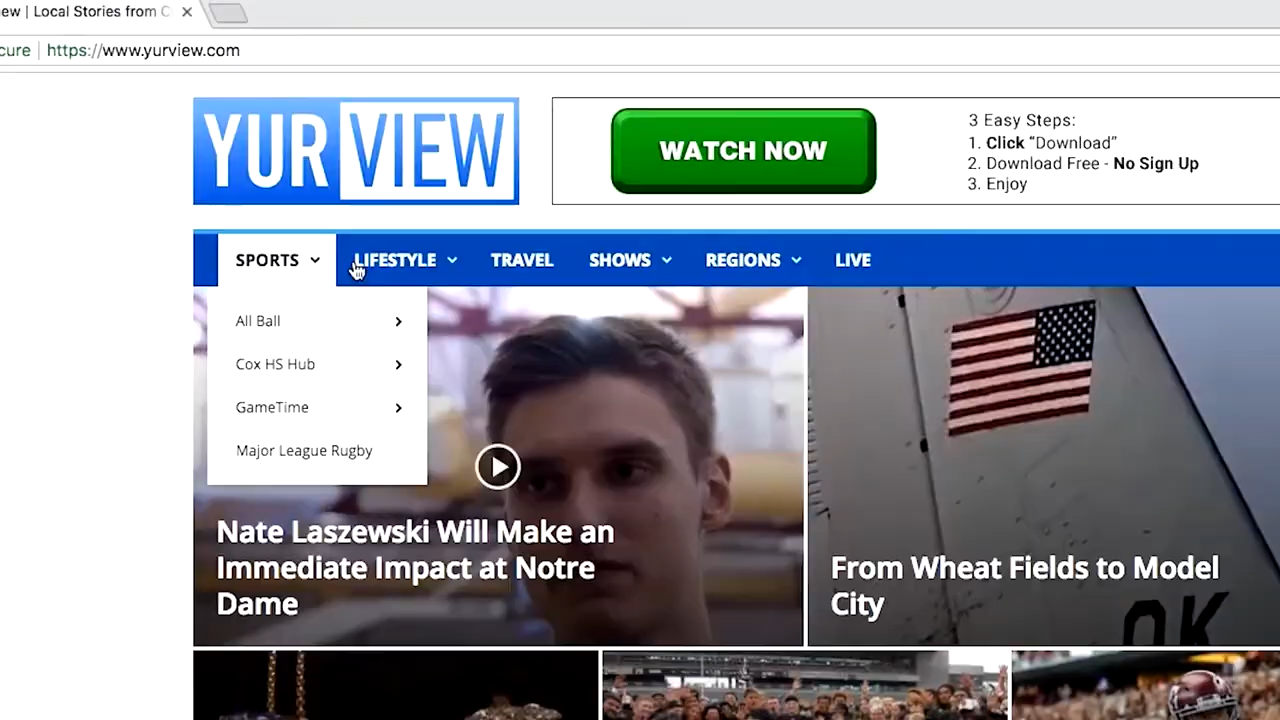 ew | Local Stories from C
cure | https://www.yurview.com
YURVIEW
WATCH NOW
3 Easy Steps:
1. Click “Download”
2. Download Free - No Sign Up
3. Enjoy
SPORTS LIFESTYLE TRAVEL SHOWS REGIONS LIVE
All Ball
Cox HS Hub
GameTime
Major League Rugby
Nate Laszewski Will Make an
Immediate Impact at Notre
Dame
From Wheat Fields to Model
City
OK